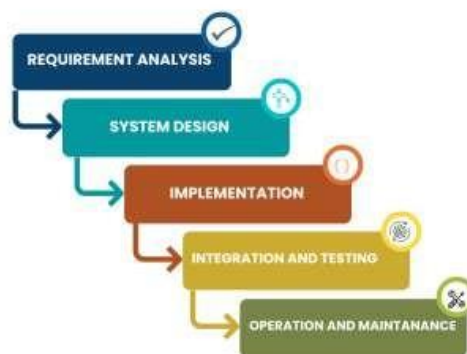 REQUIREMENT ANALYSIS
SYSTEM DESIGN
IMPLEMENTATION
INTEGRATION AND TESTING
OPERATION AND MAINTANANCE